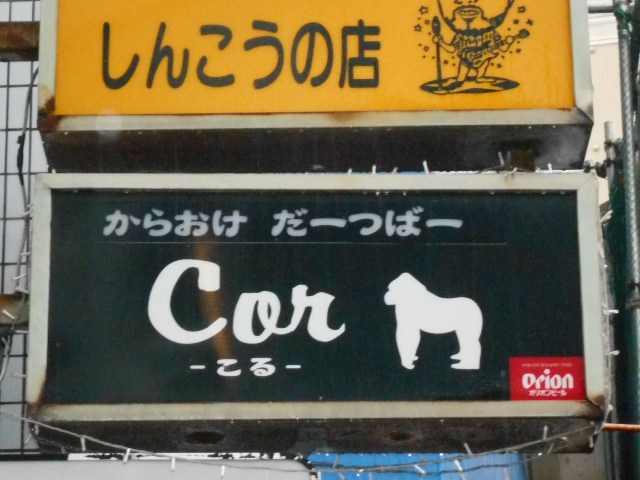 しんこうの店
からおけ だーつばー
Cor
-こる-
Orion
オリオンビール